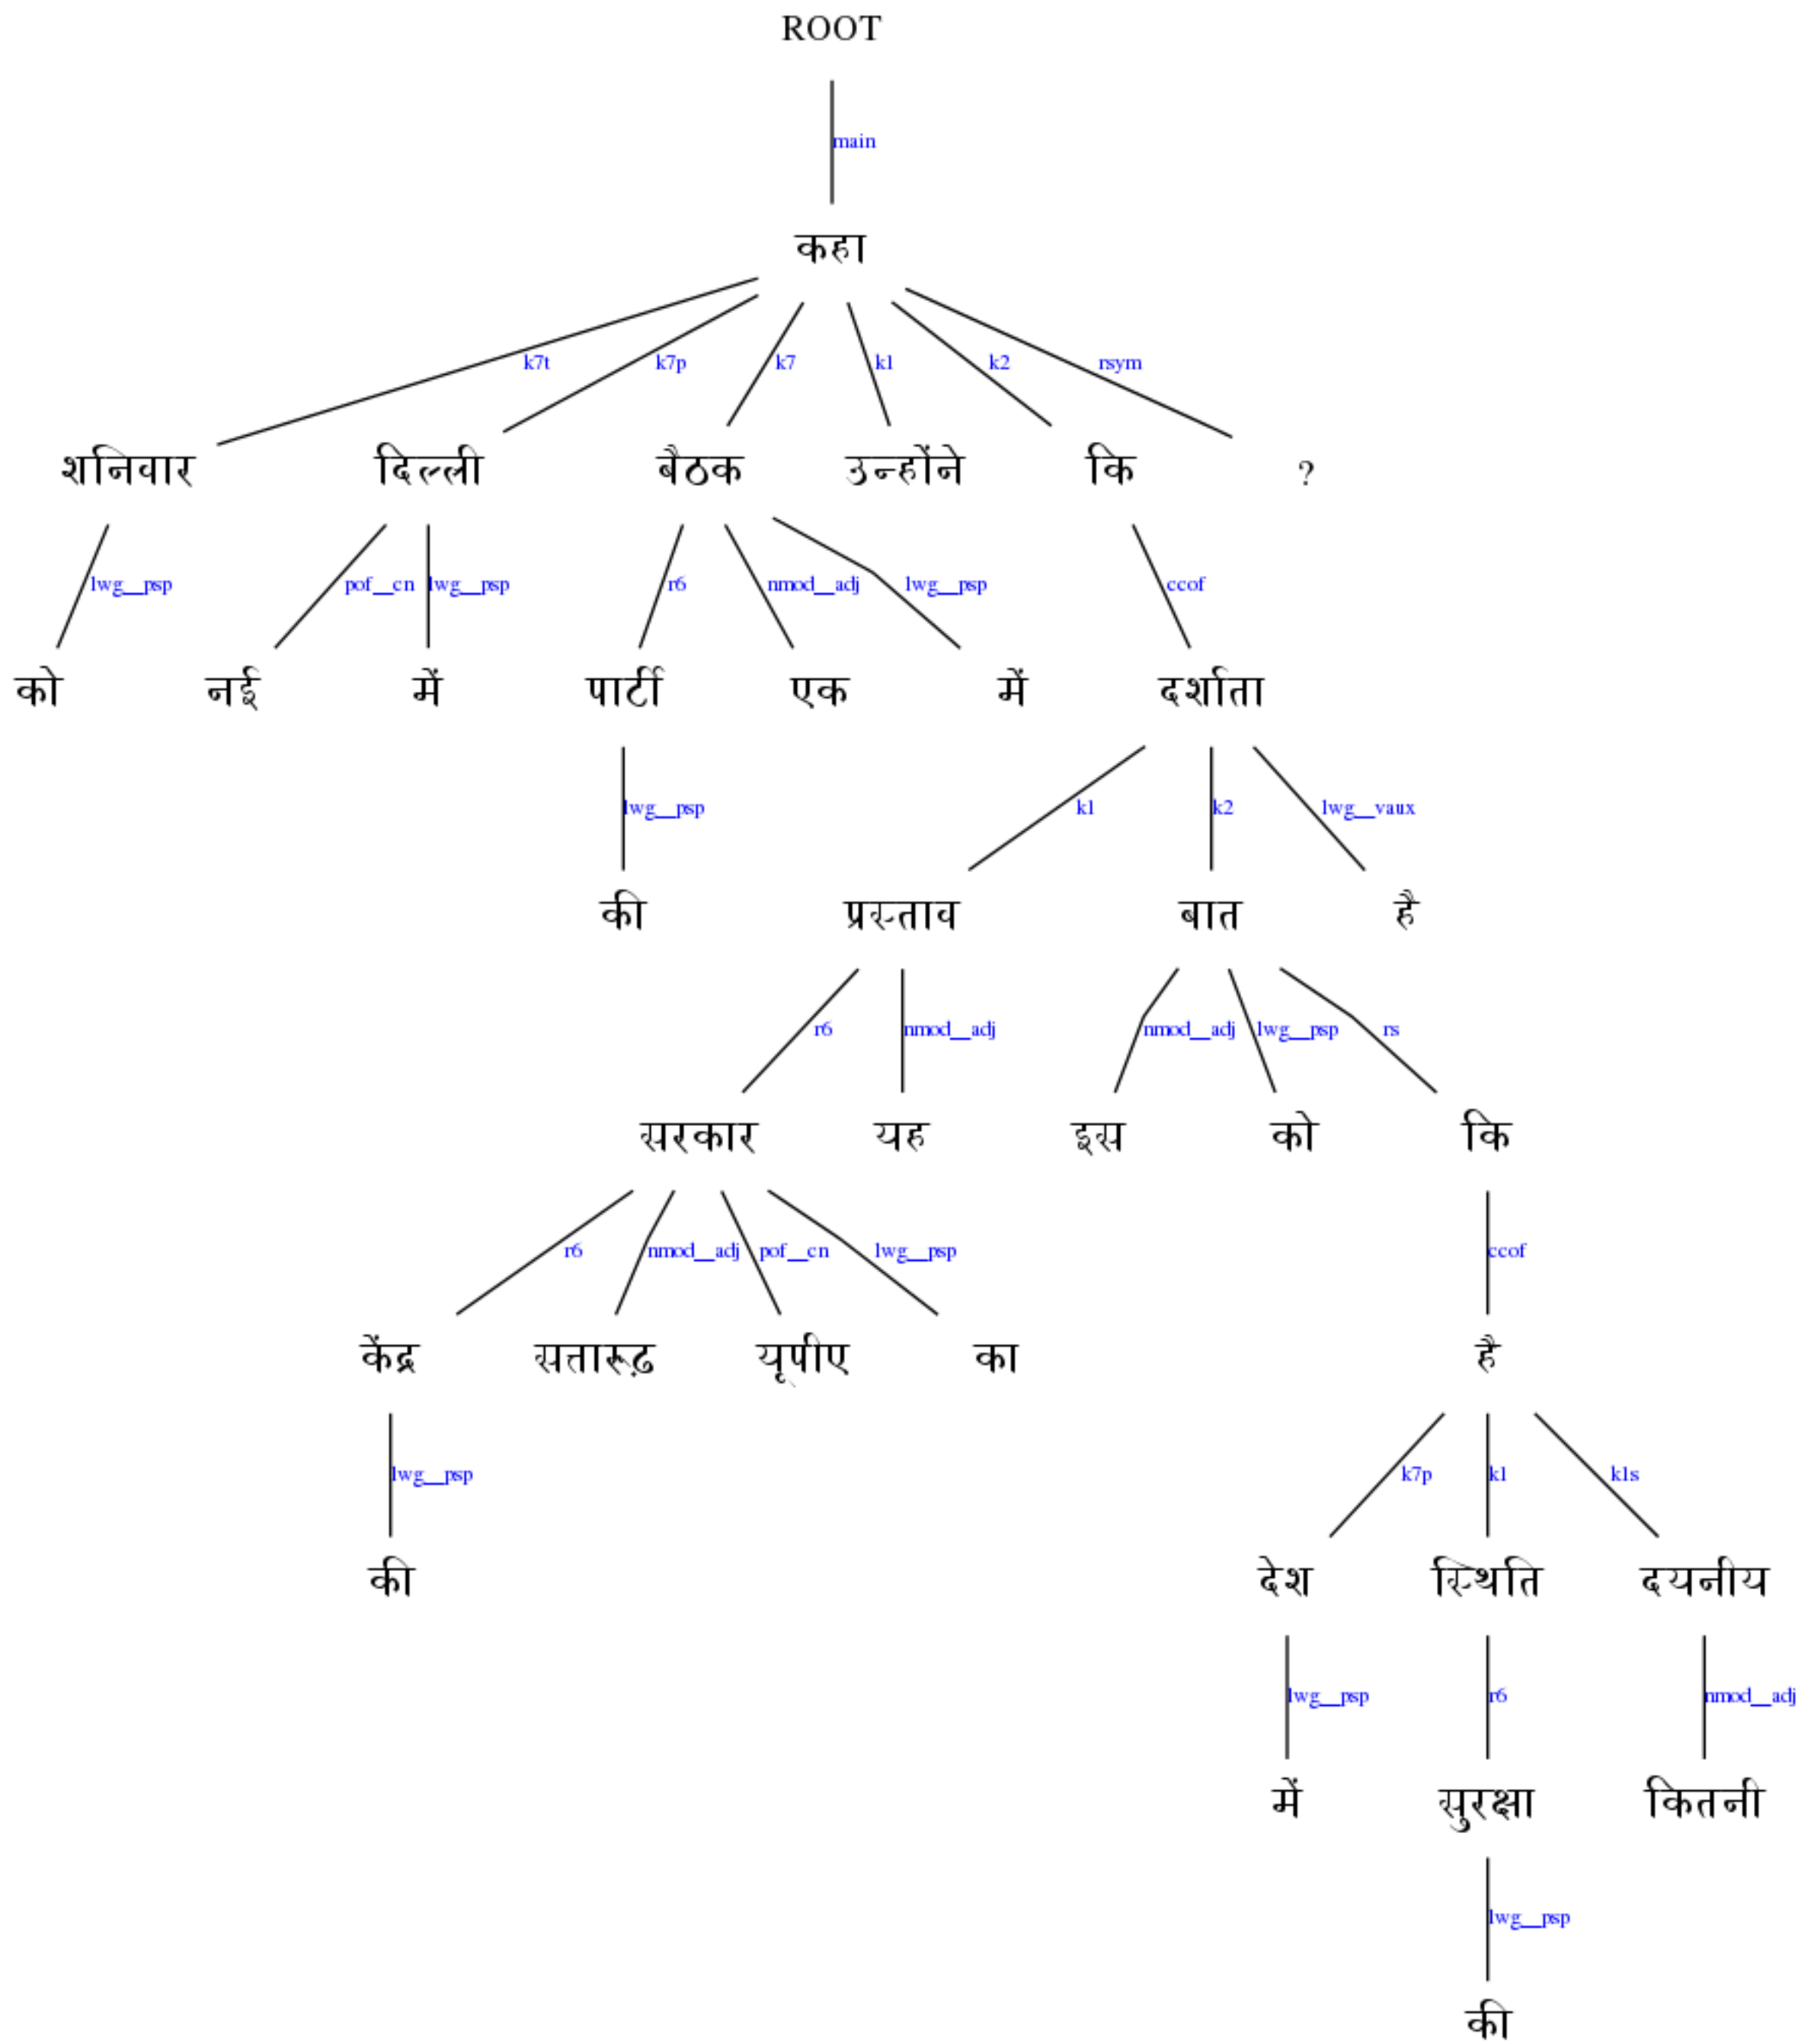 ROOT
main
कहा
k7t k7p k7 k1 k2 rsym
शनिवार दिल्ली बैठक उन्होंने कि ?
lwg__psp pof__cn lwg__psp r6 nmod__adj lwg__psp ccof
को नई में पार्टी एक में दर्शाता
lwg__psp k1 k2 lwg__vaux
की प्रस्ताव बात है
r6 nmod__adj nmod__adj lwg__psp rs
सरकार यह इस को कि
r6 nmod__adj pof__cn lwg__psp ccof
केंद्र सत्तारूढ़ यूपीए का है
lwg__psp k7p k1 k1s
की देश स्थिति दयनीय
lwg__psp r6 nmod__adj
में सुरक्षा कितनी
lwg__psp
की